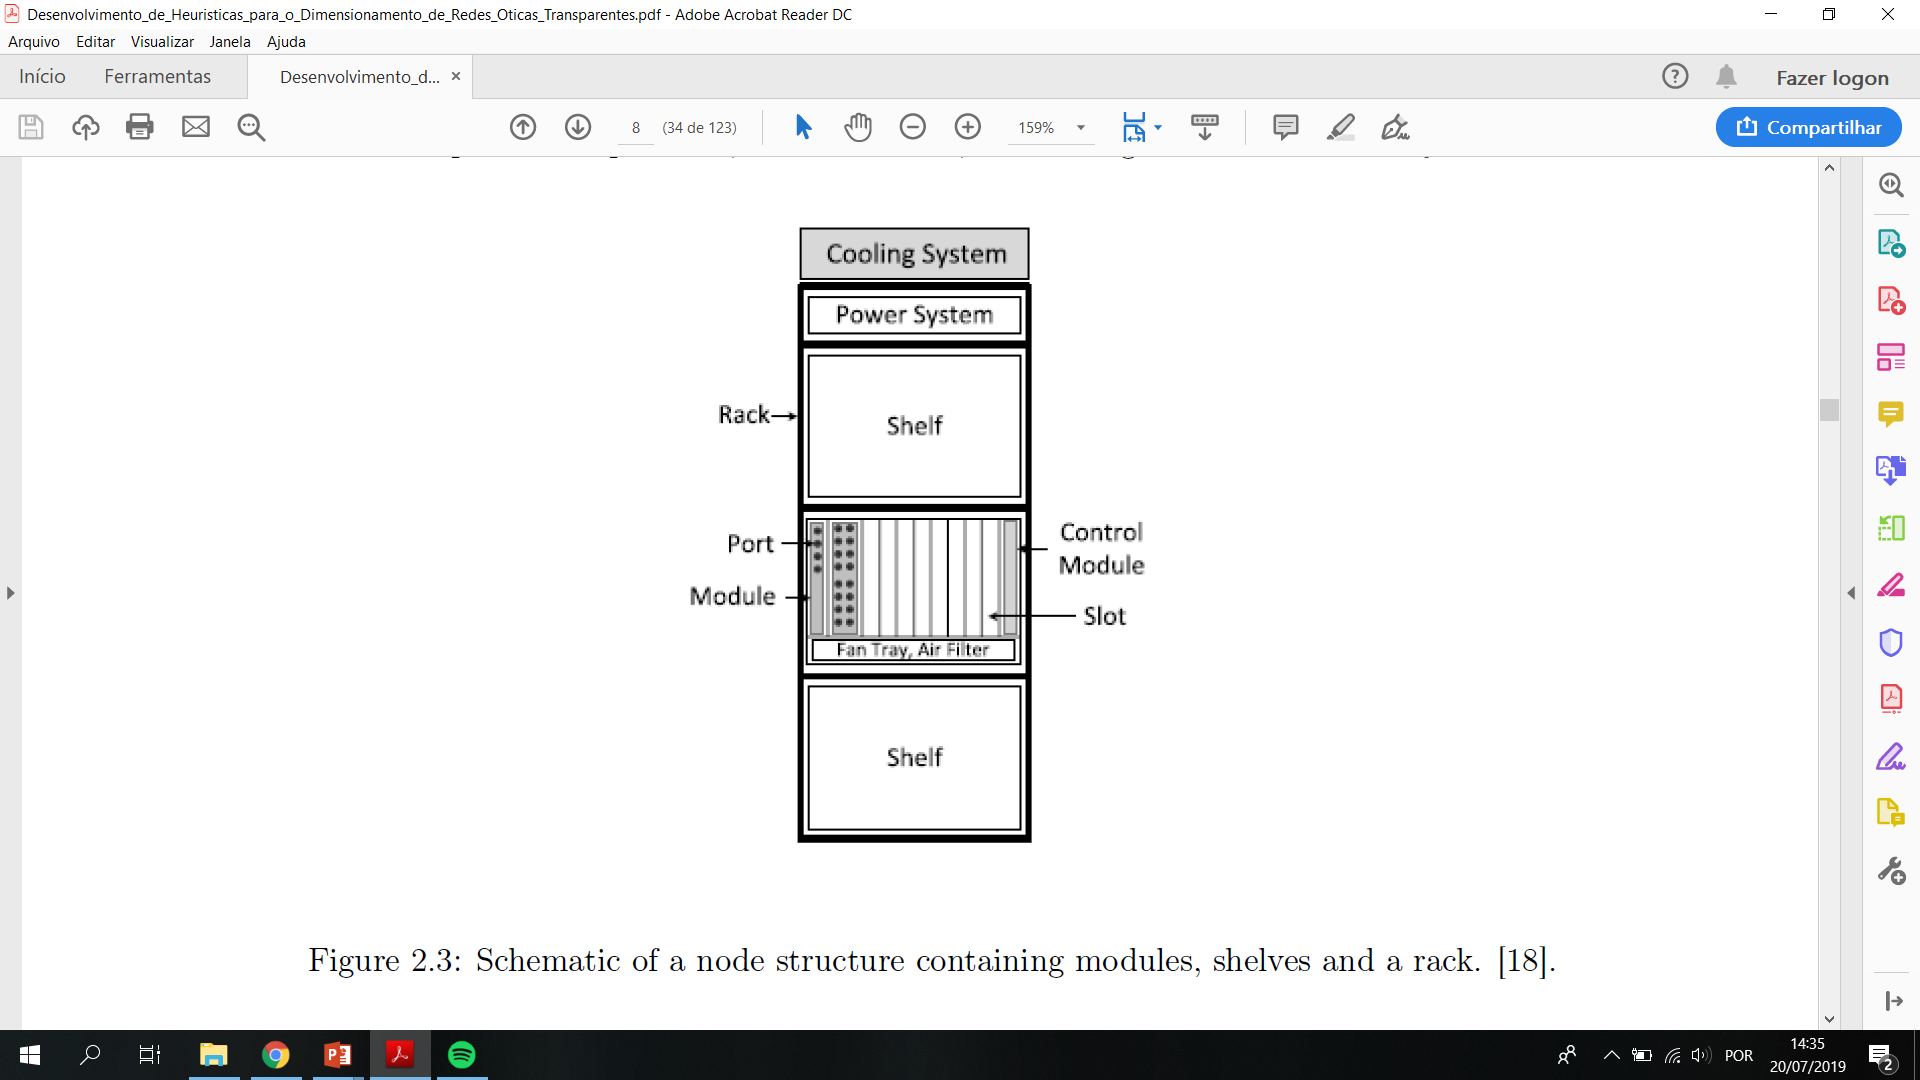 Desenvolvimento_de_Heuristicas_para_o_Dimensionamento_de_Redes_Oticas_Transparentes.pdf - Adobe Acrobat Reader DC
Arquivo Editar Visualizar Janela Ajuda
Início Ferramentas Desenvolvimento_d... Fazer logon
8 (34 de 123) 159% Compartilhar
Cooling System
Power System
Rack
Shelf
Port
Module
Control
Module
Slot
Fan Tray, Air Filter
Shelf
Figure 2.3: Schematic of a node structure containing modules, shelves and a rack. [18].
POR
14:35
20/07/2019
2